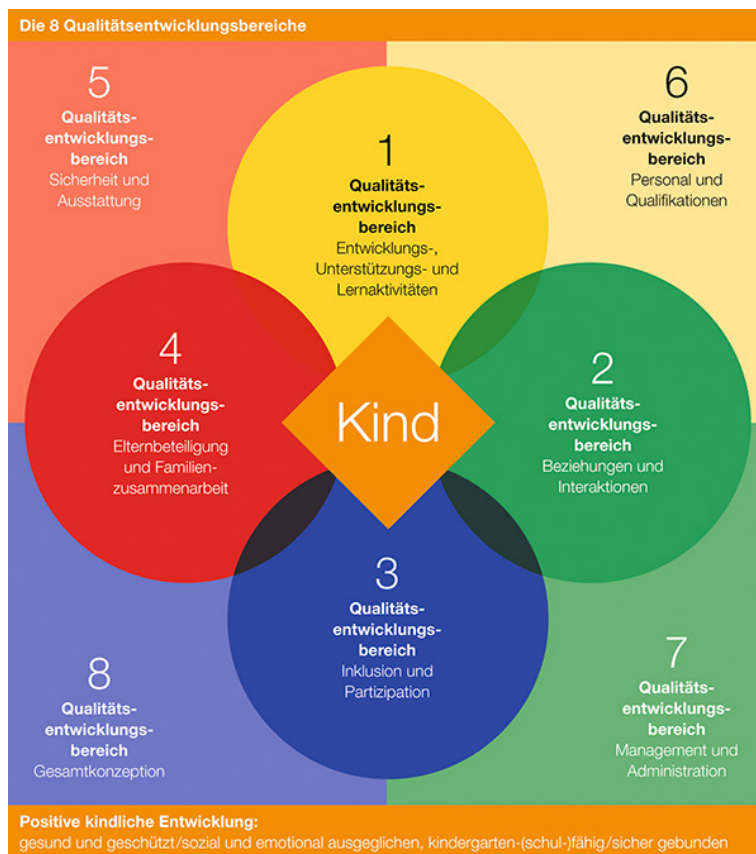 Die 8 Qualitätsentwicklungsbereiche
5
Qualitäts-
entwicklungs-
bereich
Sicherheit und
Ausstattung
6
Qualitäts-
entwicklungs-
bereich
Personal und
Qualifikationen
1
Qualitäts-
entwicklungs-
bereich
Entwicklungs-,
Unterstützungs- und
Lernaktivitäten
4
Qualitäts-
entwicklungs-
bereich
Elternbeteiligung
und Familien-
zusammenarbeit
Kind
2
Qualitäts-
entwicklungs-
bereich
Beziehungen und
Interaktionen
3
Qualitäts-
entwicklungs-
bereich
Inklusion und
Partizipation
8
Qualitäts-
entwicklungs-
bereich
Gesamtkonzeption
7
Qualitäts-
entwicklungs-
bereich
Management und
Administration
Positive kindliche Entwicklung:
gesund und geschützt/sozial und emotional ausgeglichen, kindergarten-(schul-)fähig/sicher gebunden